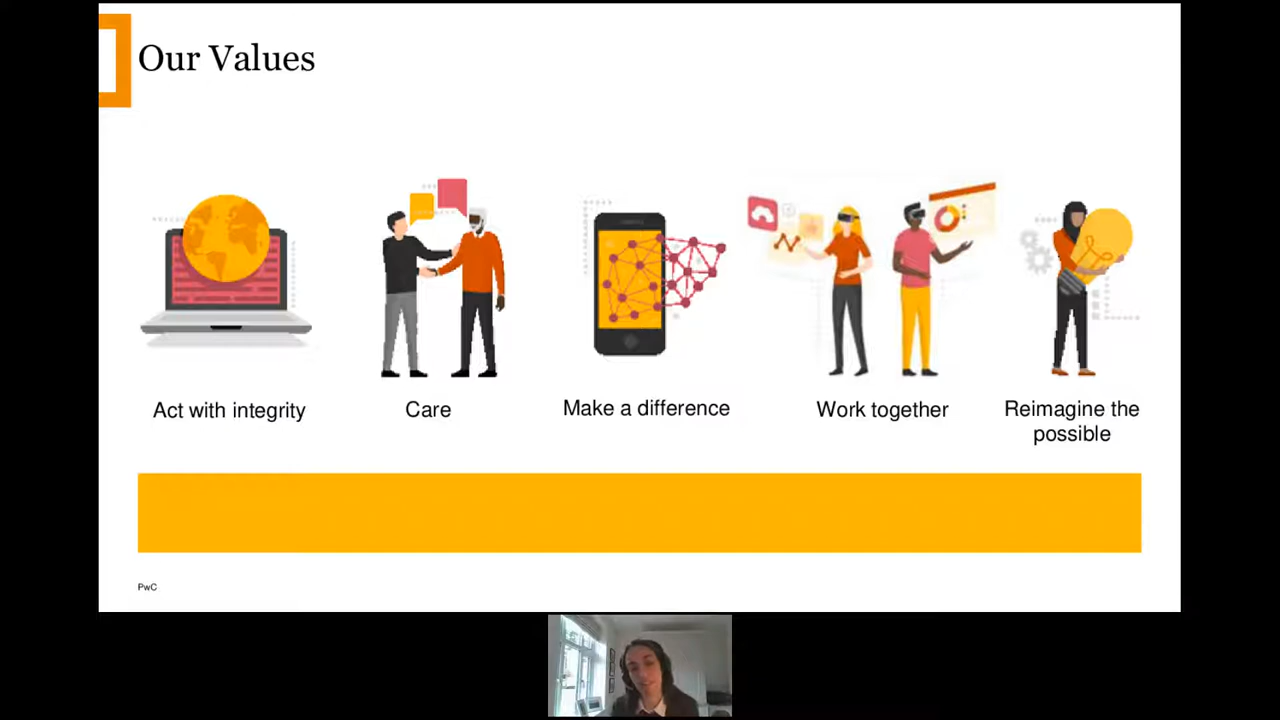 Our Values
Act with integrity
Care
Make a difference
Work together
Reimagine the
possible
PwC